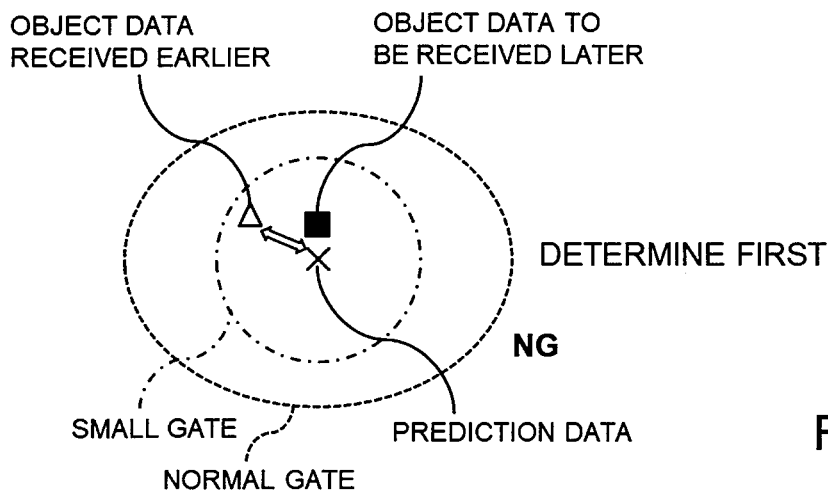 OBJECT DATA
RECEIVED EARLIER
OBJECT DATA TO
BE RECEIVED LATER
DETERMINE FIRST
NG
SMALL GATE
PREDICTION DATA
NORMAL GATE
F